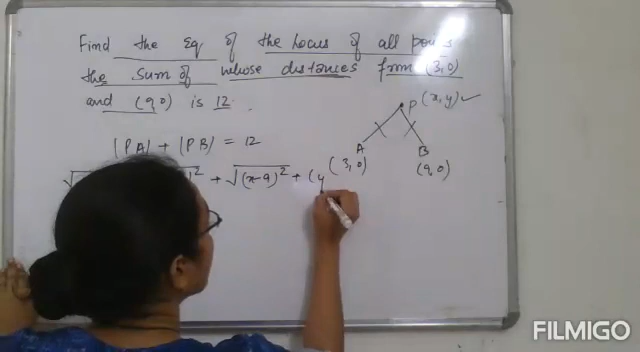 Find the Eq of the Locus of all points
the sum of whose distances from (3,0)
and (9,0) is 12.
P (x,y)
A
B
(3,0)
(9,0)
|PA| + |PB| = 12
+ √(x-9)² + (y
FILMIGO